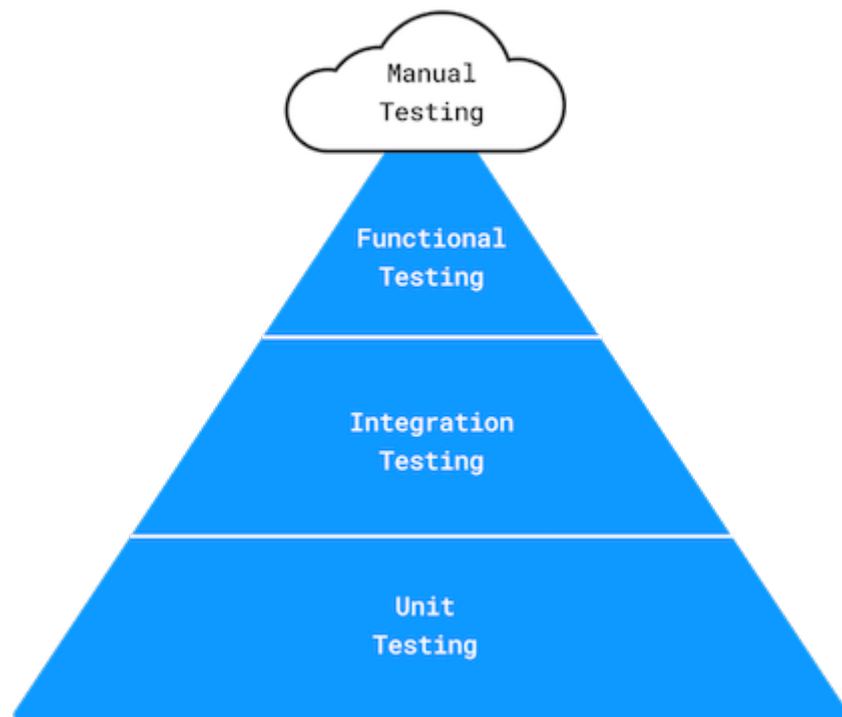 Manual
Testing
Functional
Testing
Integration
Testing
Unit
Testing